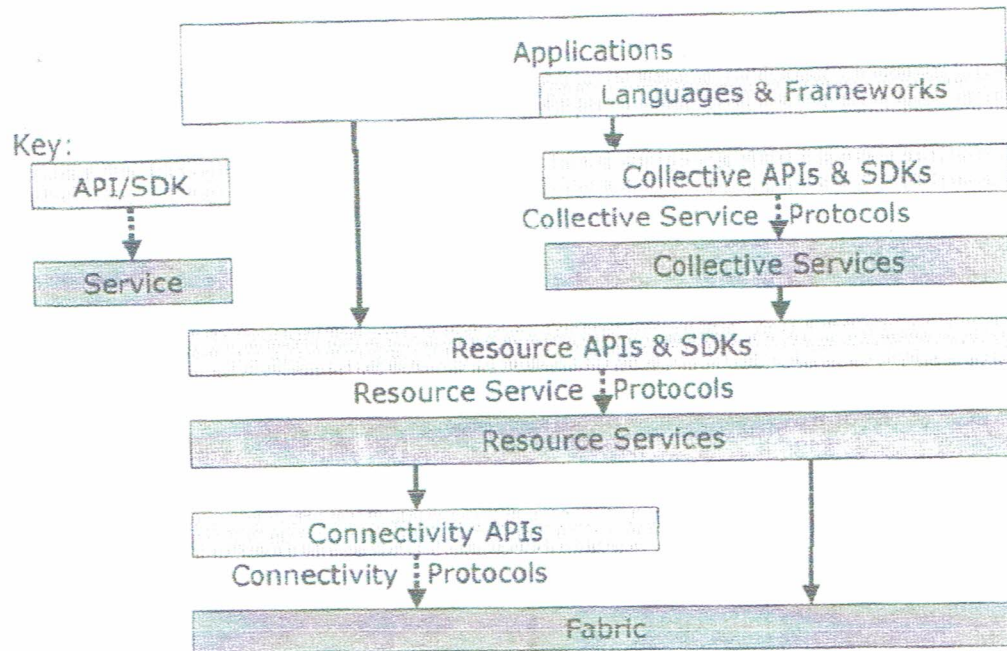 Applications
Languages & Frameworks
Key:
API/SDK
Service
Collective APIs & SDKs
Collective Service Protocols
Collective Services
Resource APIs & SDKs
Resource Service Protocols
Resource Services
Connectivity APIs
Connectivity Protocols
Fabric